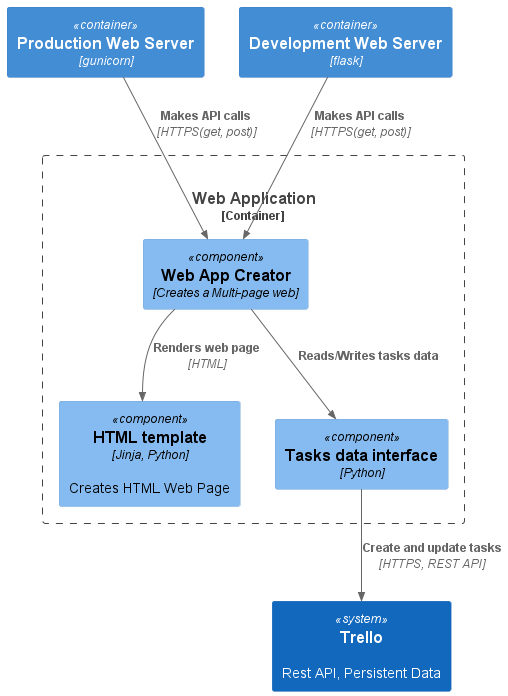 «container»
Production Web Server
[gunicorn]
«container»
Development Web Server
[flask]
Makes API calls
[HTTPS(get, post)]
Makes API calls
[HTTPS(get, post)]
Web Application
[Container]
«component»
Web App Creator
[Creates a Multi-page web]
Renders web page
[HTML]
Reads/Writes tasks data
«component»
HTML template
[Jinja, Python]
Creates HTML Web Page
«component»
Tasks data interface
[Python]
Create and update tasks
[HTTPS, REST API]
«system»
Trello
Rest API, Persistent Data